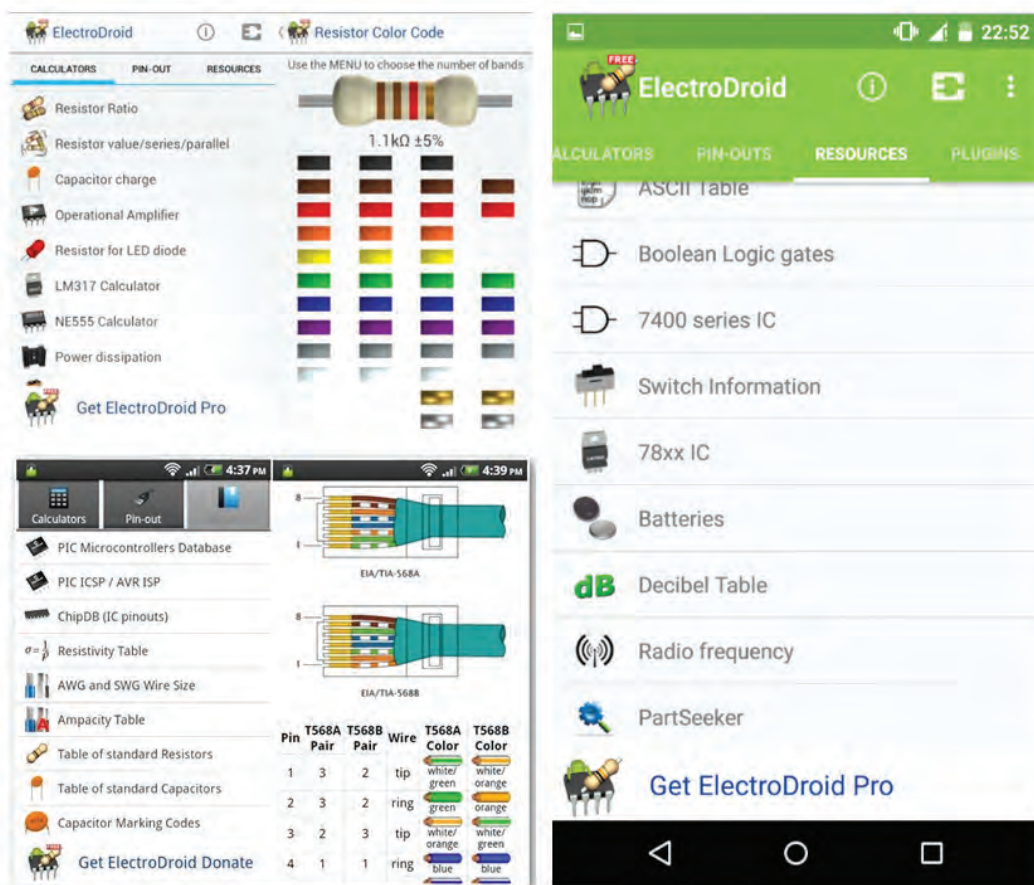 ElectroDroid
CALCULATORS PIN-OUT RESOURCES
Resistor Ratio
Resistor value/series/parallel
Capacitor charge
Operational Amplifier
Resistor for LED diode
LM317 Calculator
NE555 Calculator
Power dissipation
FREE
Get ElectroDroid Pro
Resistor Color Code
Use the MENU to choose the number of bands
1.1kΩ ±5%
4:37 PM
Calculators Pin-out
PIC Microcontrollers Database
PIC ICSP / AVR ISP
ChipDB (IC pinouts)
σ=1/ρ Resistivity Table
AWG and SWG Wire Size
A Ampacity Table
Table of standard Resistors
Table of standard Capacitors
Capacitor Marking Codes
FREE
Get ElectroDroid Donate
4:39 PM
8
1
EIA/TIA-568A
8
1
EIA/TIA-568B
Pin T568A Pair T568B Pair Wire T568A Color T568B Color
1 3 2 tip white/green white/orange
2 3 2 ring green orange
3 2 3 tip white/orange white/green
4 1 1 ring blue blue
22:52
FREE
ElectroDroid
ALCULATORS PIN-OUTS RESOURCES PLUGINS
ASCII Table
Boolean Logic gates
7400 series IC
Switch Information
78xx IC
Batteries
dB Decibel Table
Radio frequency
PartSeeker
FREE
Get ElectroDroid Pro